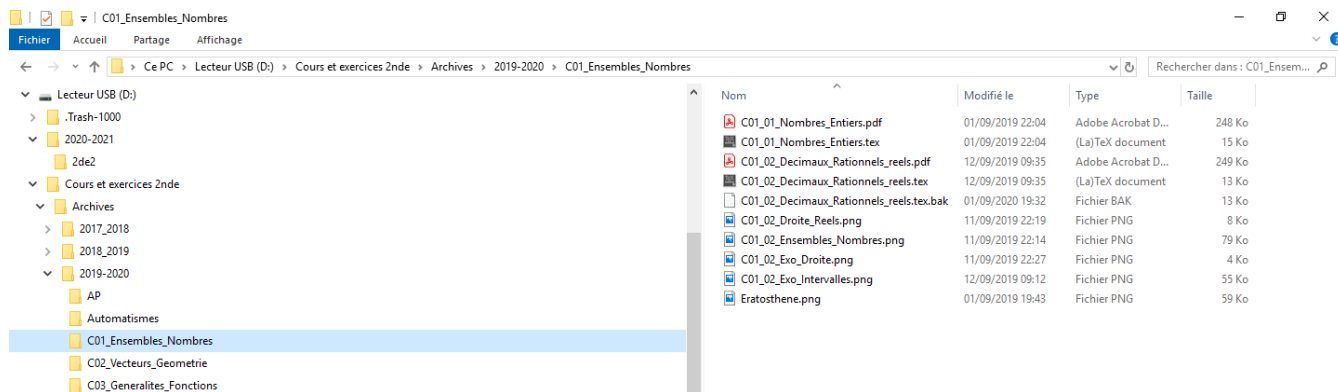 C01_Ensembles_Nombres
Fichier Accueil Partage Affichage
Ce PC > Lecteur USB (D:) > Cours et exercices 2nde > Archives > 2019-2020 > C01_Ensembles_Nombres
Rechercher dans : C01_Ensem...
Lecteur USB (D:)
.Trash-1000
2020-2021
2de2
Cours et exercices 2nde
Archives
2017_2018
2018_2019
2019-2020
AP
Automatismes
C01_Ensembles_Nombres
C02_Vecteurs_Geometrie
C03_Generalites_Fonctions
Nom Modifié le Type Taille
C01_01_Nombres_Entiers.pdf 01/09/2019 22:04 Adobe Acrobat D... 248 Ko
C01_01_Nombres_Entiers.tex 01/09/2019 22:04 (La)TeX document 15 Ko
C01_02_Decimaux_Rationnels_reels.pdf 12/09/2019 09:35 Adobe Acrobat D... 249 Ko
C01_02_Decimaux_Rationnels_reels.tex 12/09/2019 09:35 (La)TeX document 13 Ko
C01_02_Decimaux_Rationnels_reels.tex.bak 01/09/2020 19:32 Fichier BAK 13 Ko
C01_02_Droite_Reels.png 11/09/2019 22:19 Fichier PNG 8 Ko
C01_02_Ensembles_Nombres.png 11/09/2019 22:14 Fichier PNG 79 Ko
C01_02_Exo_Droite.png 11/09/2019 22:27 Fichier PNG 4 Ko
C01_02_Exo_Intervalles.png 12/09/2019 09:12 Fichier PNG 55 Ko
Eratosthene.png 01/09/2019 19:43 Fichier PNG 59 Ko